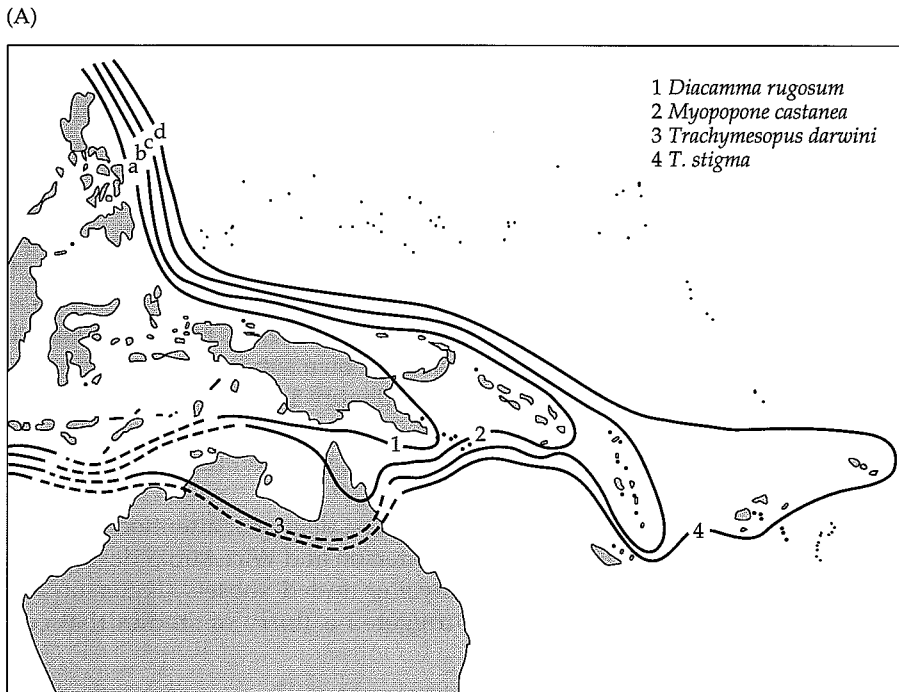 (A)
1 Diacamma rugosum
2 Myopopone castanea
3 Trachymesopus darwini
4 T. stigma
d
c
b
a
1
2
3
4